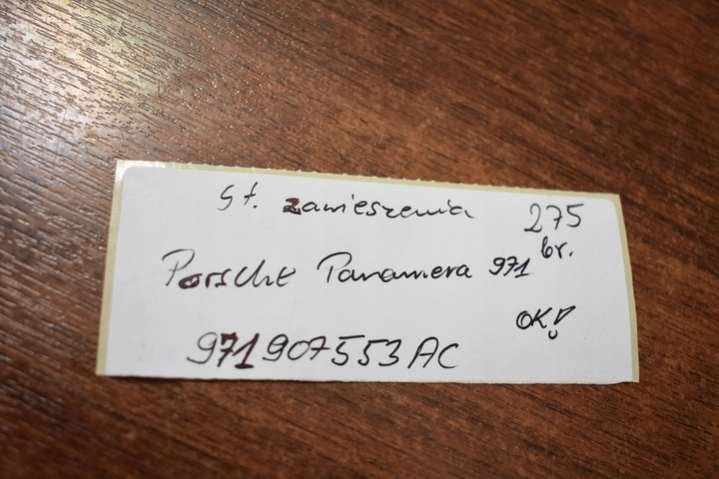 St. zawieszenia 275
br.
Porsche Panamera 971
OK!
971907553AC